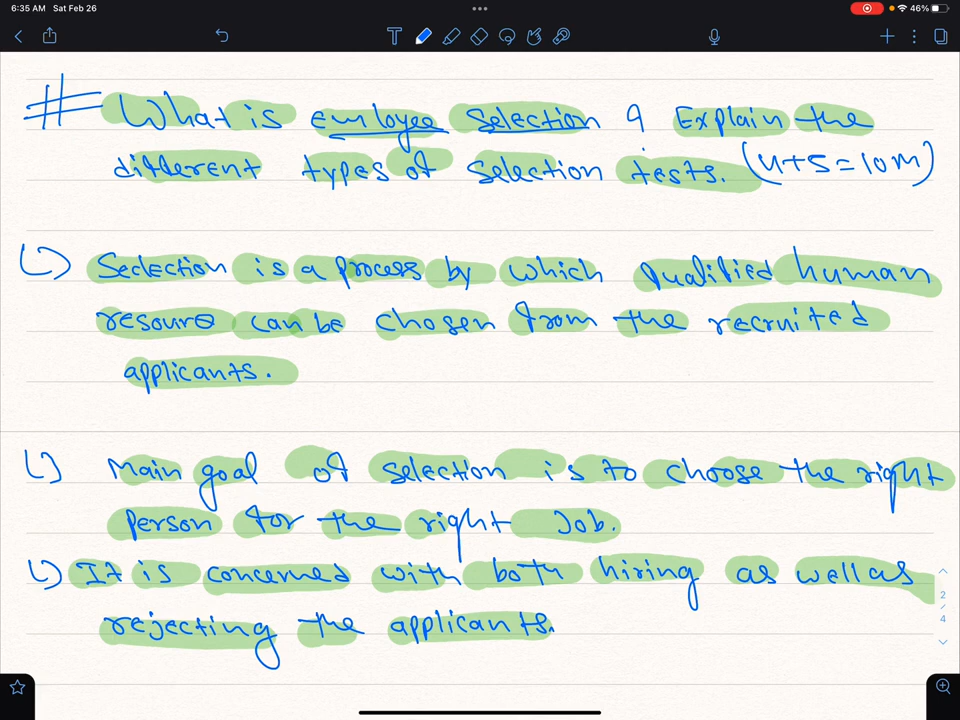 6:35 AM Sat Feb 26
46%
# What is employee selection ? Explain the
different types of selection tests. (4+5=10M)
Seclection is a process by which qualified human
resource can be chosen from the recruited
applicants.
Main goal of selection is to choose the right
person for the right Job.
It is concerned with both hiring as well as
rejecting the applicants.
2
/
4